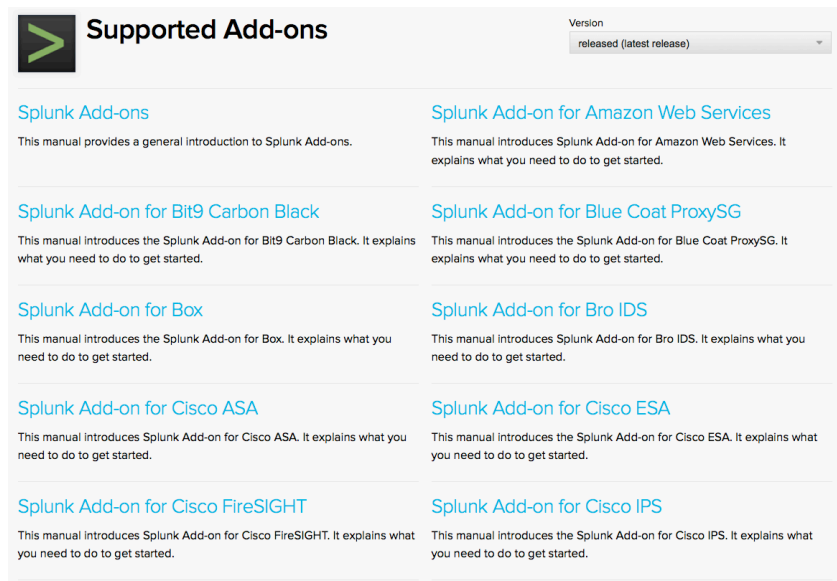 Supported Add-ons
Version
released (latest release)
Splunk Add-ons
This manual provides a general introduction to Splunk Add-ons.
Splunk Add-on for Amazon Web Services
This manual introduces Splunk Add-on for Amazon Web Services. It
explains what you need to do to get started.
Splunk Add-on for Bit9 Carbon Black
This manual introduces the Splunk Add-on for Bit9 Carbon Black. It explains
what you need to do to get started.
Splunk Add-on for Blue Coat ProxySG
This manual introduces the Splunk Add-on for Blue Coat ProxySG. It
explains what you need to do to get started.
Splunk Add-on for Box
This manual introduces the Splunk Add-on for Box. It explains what you
need to do to get started.
Splunk Add-on for Bro IDS
This manual introduces Splunk Add-on for Bro IDS. It explains what you
need to do to get started.
Splunk Add-on for Cisco ASA
This manual introduces Splunk Add-on for Cisco ASA. It explains what you
need to do to get started.
Splunk Add-on for Cisco ESA
This manual introduces the Splunk Add-on for Cisco ESA. It explains what
you need to do to get started.
Splunk Add-on for Cisco FireSIGHT
This manual introduces Splunk Add-on for Cisco FireSIGHT. It explains what
you need to do to get started.
Splunk Add-on for Cisco IPS
This manual introduces the Splunk Add-on for Cisco IPS. It explains what
you need to do to get started.